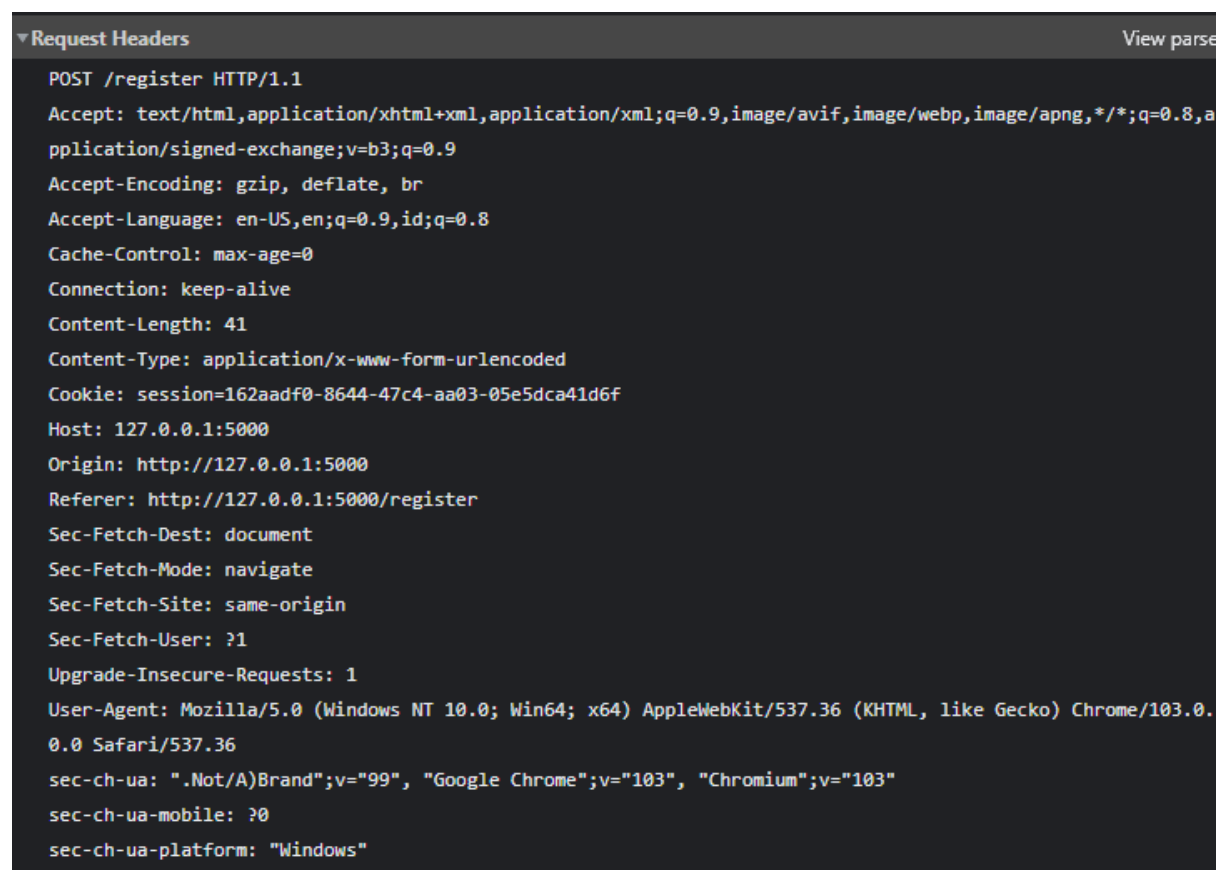 Request Headers
View parse
POST /register HTTP/1.1
Accept: text/html,application/xhtml+xml,application/xml;q=0.9,image/avif,image/webp,image/apng,*/*;q=0.8,a
pplication/signed-exchange;v=b3;q=0.9
Accept-Encoding: gzip, deflate, br
Accept-Language: en-US,en;q=0.9,id;q=0.8
Cache-Control: max-age=0
Connection: keep-alive
Content-Length: 41
Content-Type: application/x-www-form-urlencoded
Cookie: session=162aadf0-8644-47c4-aa03-05e5dca41d6f
Host: 127.0.0.1:5000
Origin: http://127.0.0.1:5000
Referer: http://127.0.0.1:5000/register
Sec-Fetch-Dest: document
Sec-Fetch-Mode: navigate
Sec-Fetch-Site: same-origin
Sec-Fetch-User: ?1
Upgrade-Insecure-Requests: 1
User-Agent: Mozilla/5.0 (Windows NT 10.0; Win64; x64) AppleWebKit/537.36 (KHTML, like Gecko) Chrome/103.0.
0.0 Safari/537.36
sec-ch-ua: ".Not/A)Brand";v="99", "Google Chrome";v="103", "Chromium";v="103"
sec-ch-ua-mobile: ?0
sec-ch-ua-platform: "Windows"